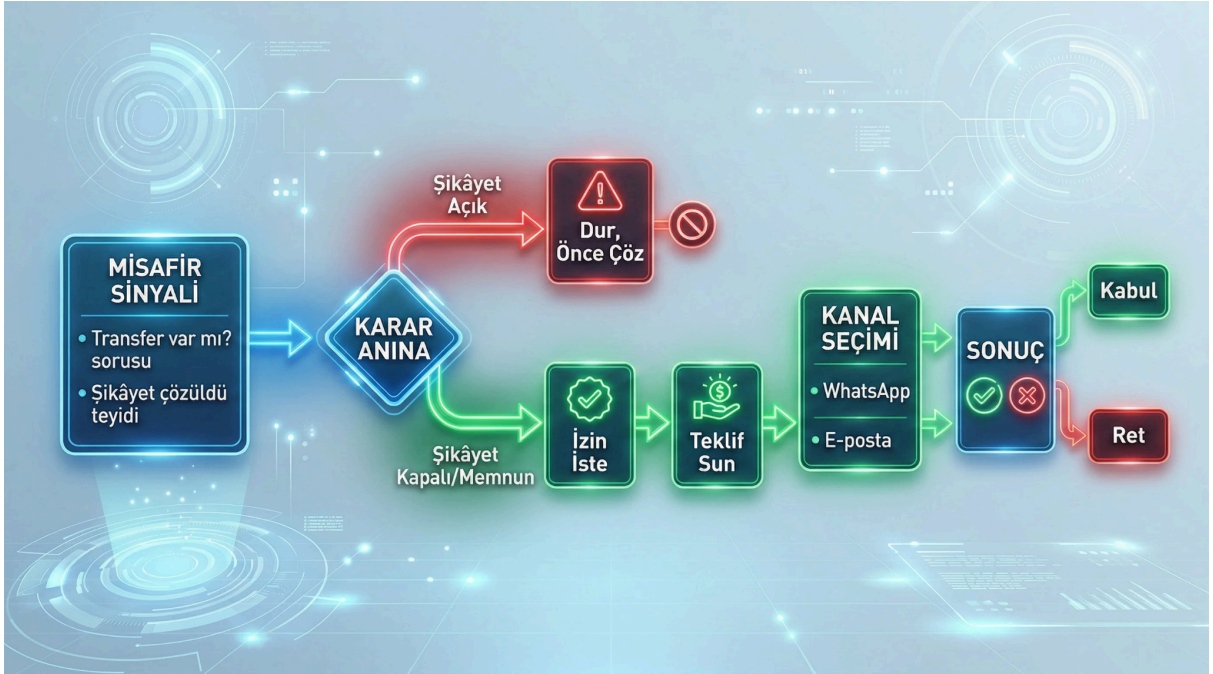 MİSAFİR
SİNYALİ
• Transfer var mı?
sorusu
• Şikâyet çözüldü
teyidi
KARAR
ANINA
Şikâyet
Açık
Dur,
Önce Çöz
Şikâyet
Kapalı/Memnun
İzin
İste
Teklif
Sun
KANAL
SEÇİMİ
• WhatsApp
• E-posta
SONUÇ
Kabul
Ret